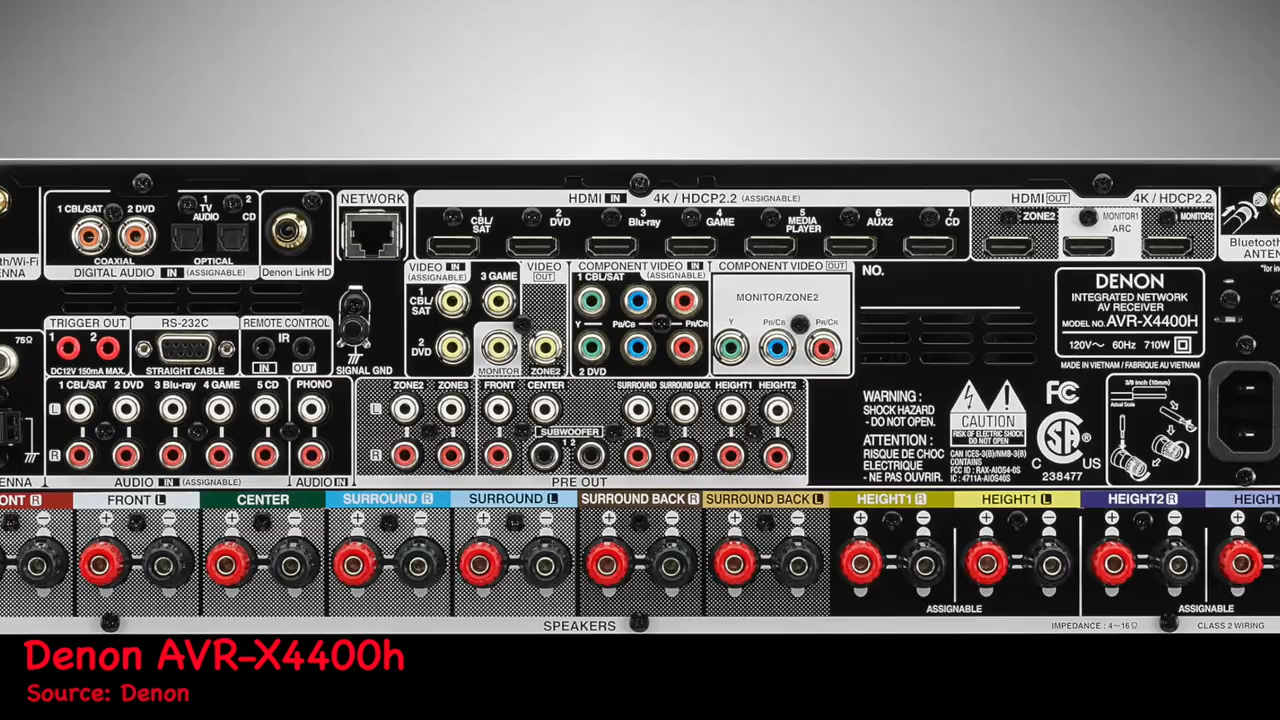 NETWORK
HDMI IN 4K / HDCP2.2 (ASSIGNABLE)
HDMI OUT 4K / HDCP2.2
1 CBL/SAT 2 DVD
1 TV AUDIO 2 CD
COAXIAL OPTICAL
DIGITAL AUDIO IN (ASSIGNABLE)
Denon Link HD
1 CBL/SAT
2 DVD
3 Blu-ray
4 GAME
5 MEDIA PLAYER
6 AUX2
7 CD
ZONE2
MONITOR1 ARC
MONITOR2
th/Wi-Fi
ENNA
Bluetooth
ANTEN
VIDEO IN (ASSIGNABLE)
3 GAME
VIDEO OUT
1 CBL/SAT
2 DVD
MONITOR
ZONE2
COMPONENT VIDEO IN (ASSIGNABLE)
1 CBL/SAT
Y PB/CB PR/CR
2 DVD
COMPONENT VIDEO OUT
MONITOR/ZONE2
Y PB/CB PR/CR
NO.
DENON
INTEGRATED NETWORK
AV RECEIVER
MODEL NO. AVR-X4400H
120V～ 60Hz 710W
MADE IN VIETNAM / FABRIQUE AU VIETNAM
75Ω
TRIGGER OUT
1 2
DC12V 150mA MAX.
RS-232C
STRAIGHT CABLE
REMOTE CONTROL
IR
IN OUT
SIGNAL GND
1 CBL/SAT 2 DVD 3 Blu-ray 4 GAME 5 CD PHONO
L
R
AUDIO IN (ASSIGNABLE)
AUDIO IN
ENNA
ZONE2 ZONE3 FRONT CENTER SURROUND SURROUND BACK HEIGHT1 HEIGHT2
L
SUBWOOFER
1 2
R
PRE OUT
WARNING :
SHOCK HAZARD
- DO NOT OPEN.
ATTENTION :
RISQUE DE CHOC
ELECTRIQUE
- NE PAS OUVRIR.
CAUTION
RISK OF ELECTRIC SHOCK
DO NOT OPEN
CAN ICES-3(B)/NMB-3(B)
CONTAINS
FCC ID : RAX-AIOS4-0S
IC : 4711A-AIOS40S
FC
C SA ® US
238477
3/8 Inch (10mm)
Actual Scale
ONT R FRONT L CENTER SURROUND R SURROUND L SURROUND BACK R SURROUND BACK L HEIGHT1 R HEIGHT1 L HEIGHT2 R HEIGHT
ASSIGNABLE ASSIGNABLE
SPEAKERS
IMPEDANCE : 4～16Ω
CLASS 2 WIRING
Denon AVR-X4400h
Source: Denon